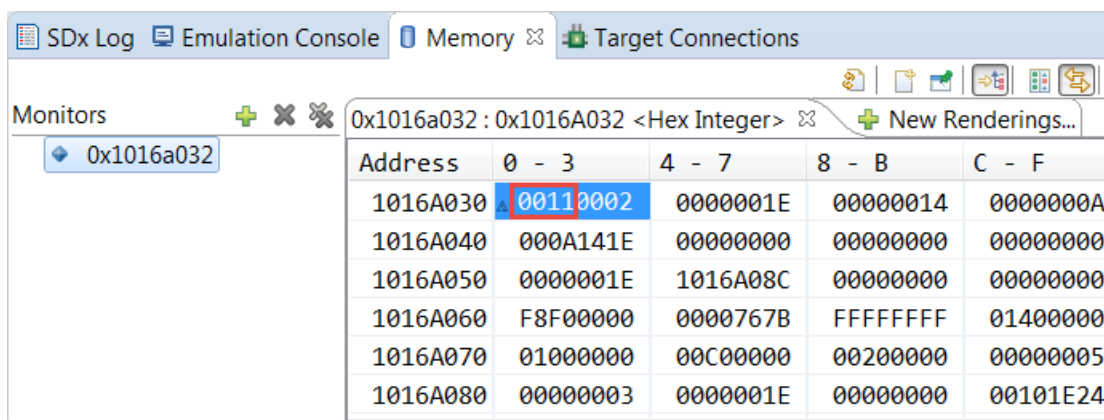 SDx Log Emulation Console Memory Target Connections
Monitors 0x1016a032 : 0x1016A032 <Hex Integer> New Renderings...
0x1016a032
Address 0 - 3 4 - 7 8 - B C - F
1016A030 00110002 0000001E 00000014 0000000A
1016A040 000A141E 00000000 00000000 00000000
1016A050 0000001E 1016A08C 00000000 00000000
1016A060 F8F00000 0000767B FFFFFFFF 01400000
1016A070 01000000 00C00000 00200000 00000005
1016A080 00000003 0000001E 00000000 00101E24